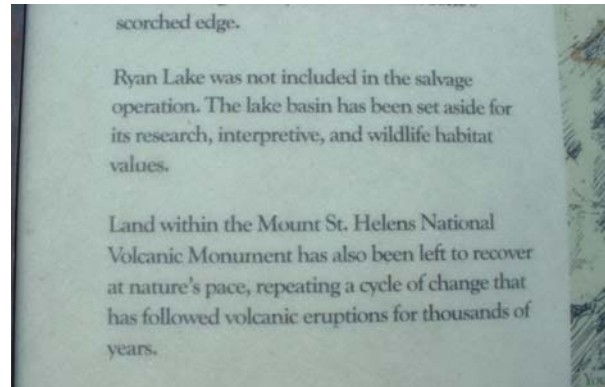 scorched edge.
Ryan Lake was not included in the salvage
operation. The lake basin has been set aside for
its research, interpretive, and wildlife habitat
values.
Land within the Mount St. Helens National
Volcanic Monument has also been left to recover
at nature's pace, repeating a cycle of change that
has followed volcanic eruptions for thousands of
years.
You